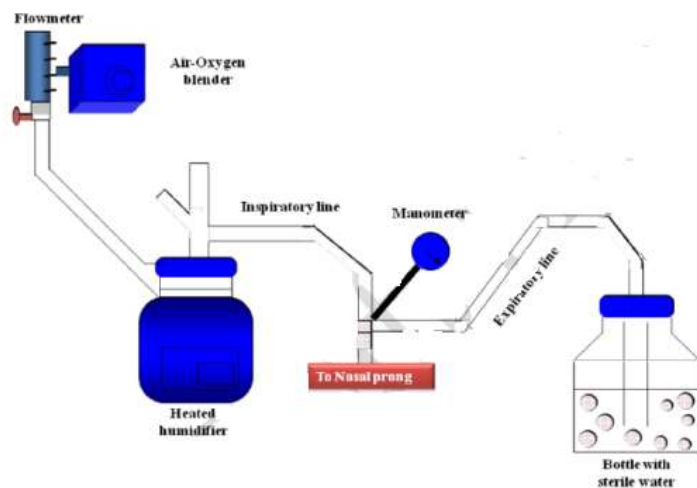 Flowmeter
Air-Oxygen
blender
Inspiratory line
Manometer
Expiratory line
To Nasal prong
Heated
humidifier
Bottle with
sterile water